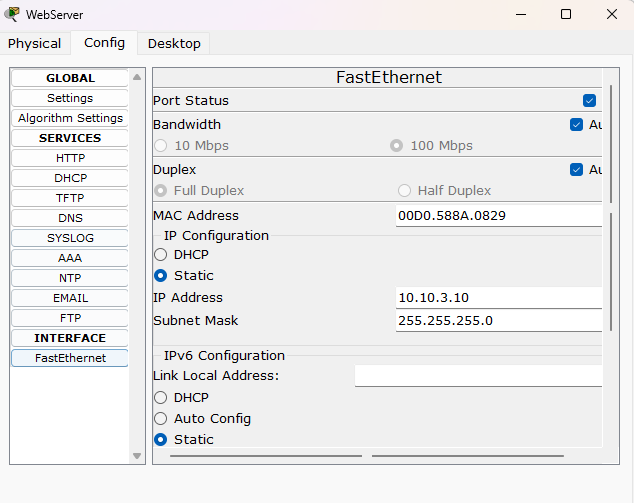 WebServer
Physical Config Desktop
GLOBAL
Settings
Algorithm Settings
SERVICES
HTTP
DHCP
TFTP
DNS
SYSLOG
AAA
NTP
EMAIL
FTP
INTERFACE
FastEthernet
FastEthernet
Port Status
Bandwidth Au
10 Mbps 100 Mbps
Duplex Au
Full Duplex Half Duplex
MAC Address 00D0.588A.0829
IP Configuration
DHCP
Static
IP Address 10.10.3.10
Subnet Mask 255.255.255.0
IPv6 Configuration
Link Local Address:
DHCP
Auto Config
Static